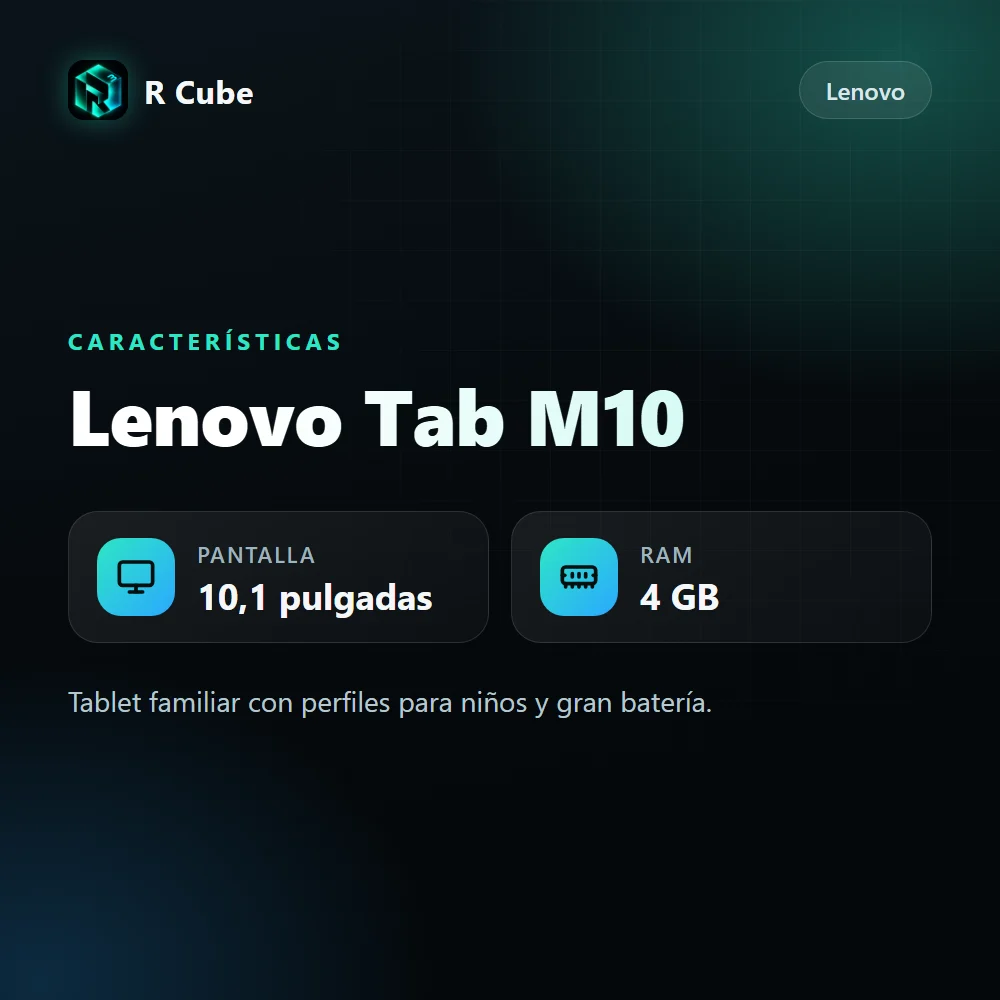 R Cube
Lenovo
CARACTERÍSTICAS
Lenovo Tab M10
PANTALLA
10,1 pulgadas
RAM
4 GB
Tablet familiar con perfiles para niños y gran batería.